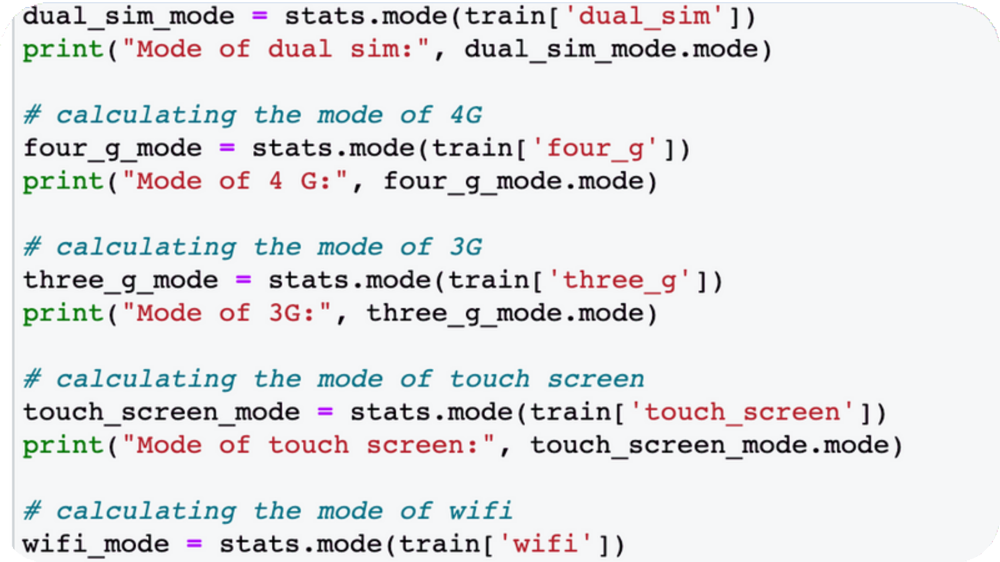 dual_sim_mode = stats.mode(train['dual_sim'])
print("Mode of dual sim:", dual_sim_mode.mode)
# calculating the mode of 4G
four_g_mode = stats.mode(train['four_g'])
print("Mode of 4 G:", four_g_mode.mode)
# calculating the mode of 3G
three_g_mode = stats.mode(train['three_g'])
print("Mode of 3G:", three_g_mode.mode)
# calculating the mode of touch screen
touch_screen_mode = stats.mode(train['touch_screen'])
print("Mode of touch screen:", touch_screen_mode.mode)
# calculating the mode of wifi
wifi_mode = stats.mode(train['wifi'])